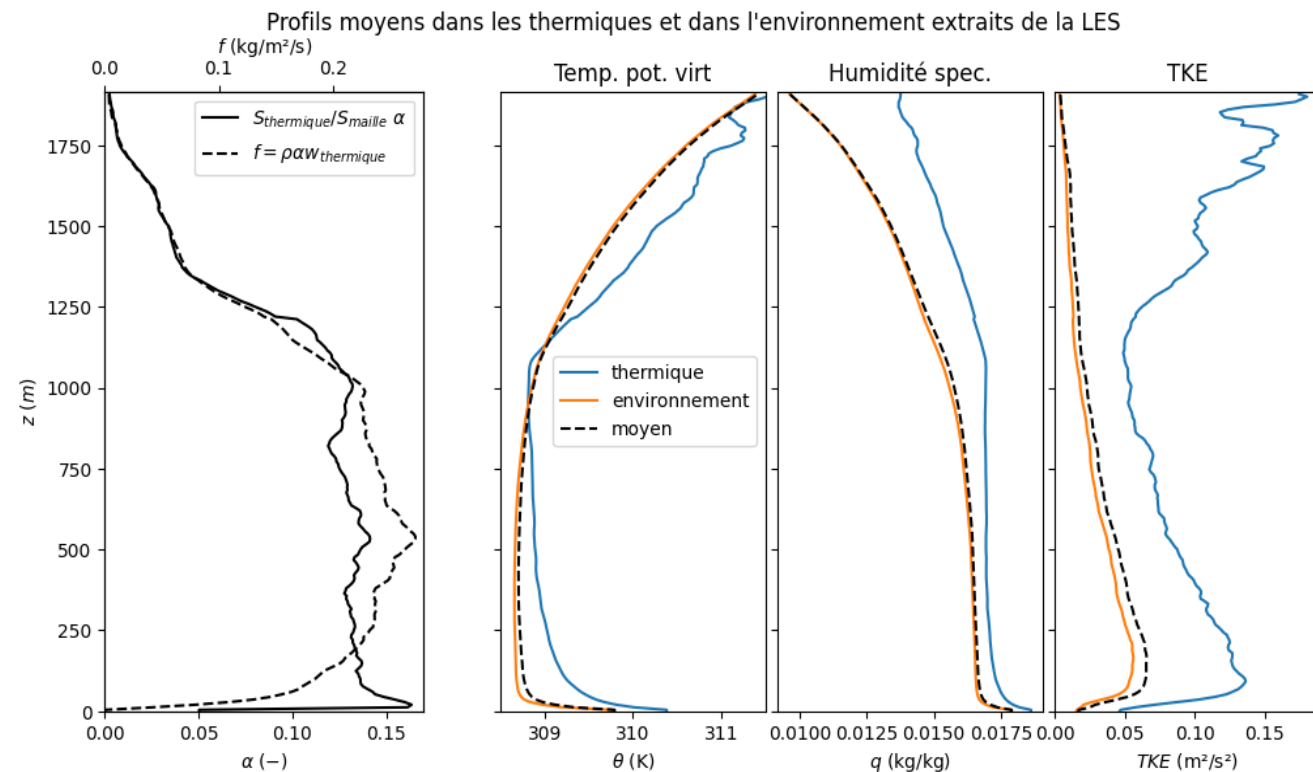 Profils moyens dans les thermiques et dans l'environnement extraits de la LES
f (kg/m²/s)
0.0 0.1 0.2
Temp. pot. virt
Humidité spec.
TKE
S_thermique/S_maille α
f = ραw_thermique
1750
1500
1250
1000
750
500
250
0
z (m)
thermique
environnement
moyen
0.00 0.05 0.10 0.15
309 310 311
0.0100 0.0125 0.0150 0.0175
0.00 0.05 0.10 0.15
α (−)
θ (K)
q (kg/kg)
TKE (m²/s²)